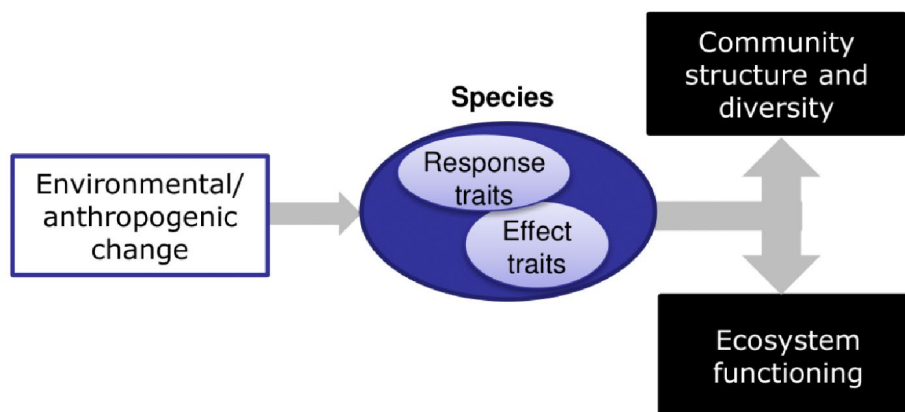 Environmental/
anthropogenic
change
Species
Response
traits
Effect
traits
Community
structure and
diversity
Ecosystem
functioning